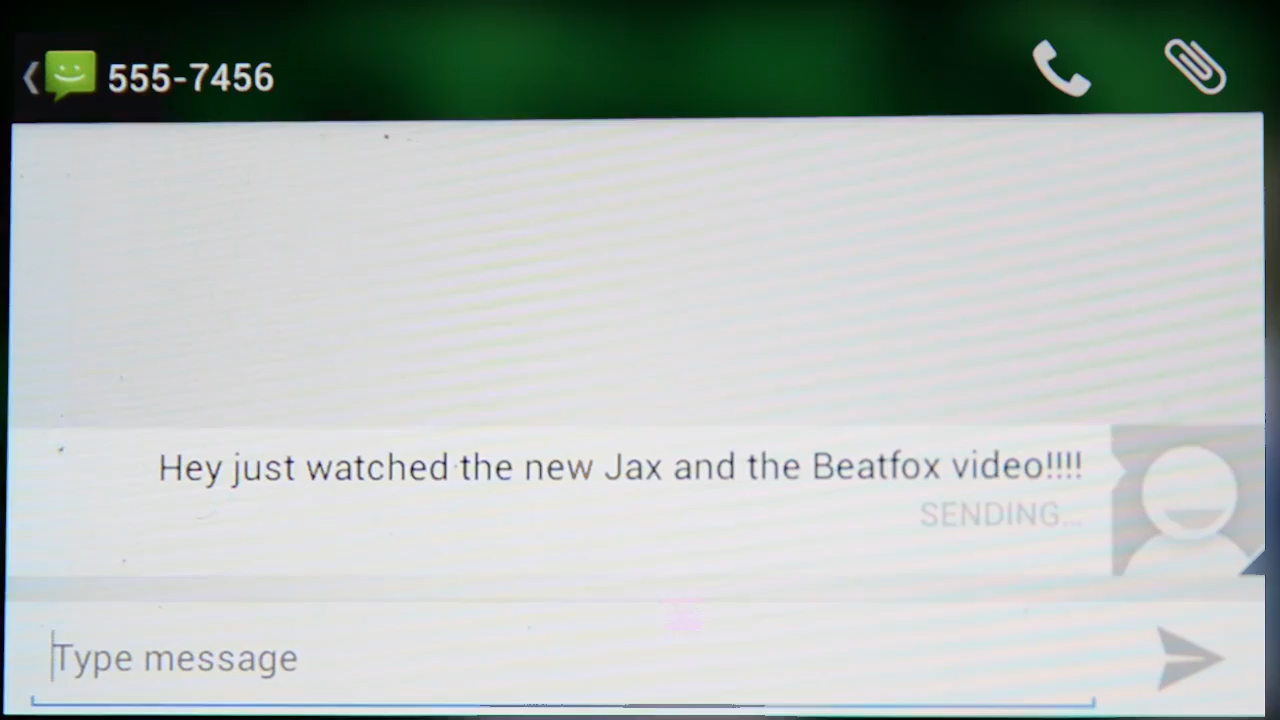 555-7456
Hey just watched the new Jax and the Beatfox video!!!!
SENDING...
Type message